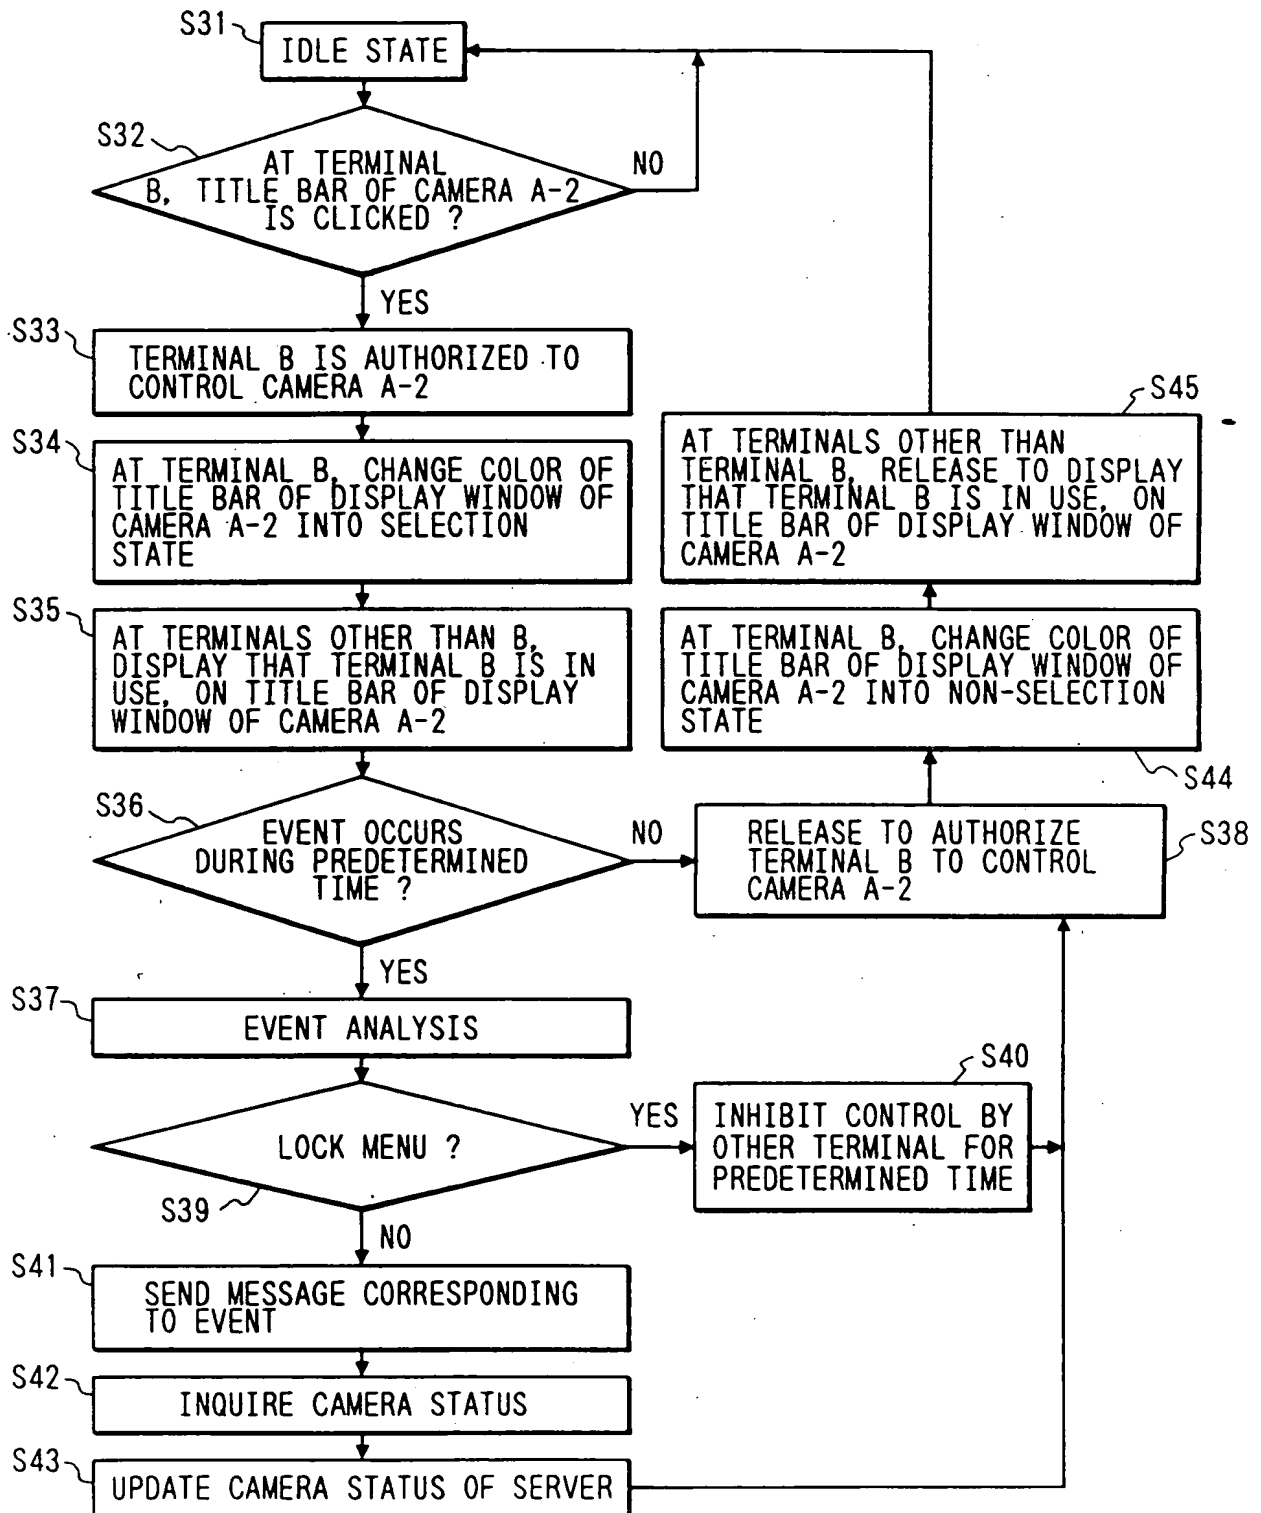 S31
IDLE STATE
S32
AT TERMINAL
B, TITLE BAR OF CAMERA A-2
IS CLICKED ?
NO
YES
S33
TERMINAL B IS AUTHORIZED TO
CONTROL CAMERA A-2
S34
AT TERMINAL B, CHANGE COLOR OF
TITLE BAR OF DISPLAY WINDOW OF
CAMERA A-2 INTO SELECTION
STATE
S35
AT TERMINALS OTHER THAN B,
DISPLAY THAT TERMINAL B IS IN
USE, ON TITLE BAR OF DISPLAY
WINDOW OF CAMERA A-2
S36
EVENT OCCURS
DURING PREDETERMINED
TIME ?
NO
YES
S37
EVENT ANALYSIS
LOCK MENU ?
S39
YES
NO
S40
INHIBIT CONTROL BY
OTHER TERMINAL FOR
PREDETERMINED TIME
S41
SEND MESSAGE CORRESPONDING
TO EVENT
S42
INQUIRE CAMERA STATUS
S43
UPDATE CAMERA STATUS OF SERVER
S38
RELEASE TO AUTHORIZE
TERMINAL B TO CONTROL
CAMERA A-2
S44
AT TERMINAL B, CHANGE COLOR OF
TITLE BAR OF DISPLAY WINDOW OF
CAMERA A-2 INTO NON-SELECTION
STATE
S45
AT TERMINALS OTHER THAN
TERMINAL B, RELEASE TO DISPLAY
THAT TERMINAL B IS IN USE, ON
TITLE BAR OF DISPLAY WINDOW OF
CAMERA A-2